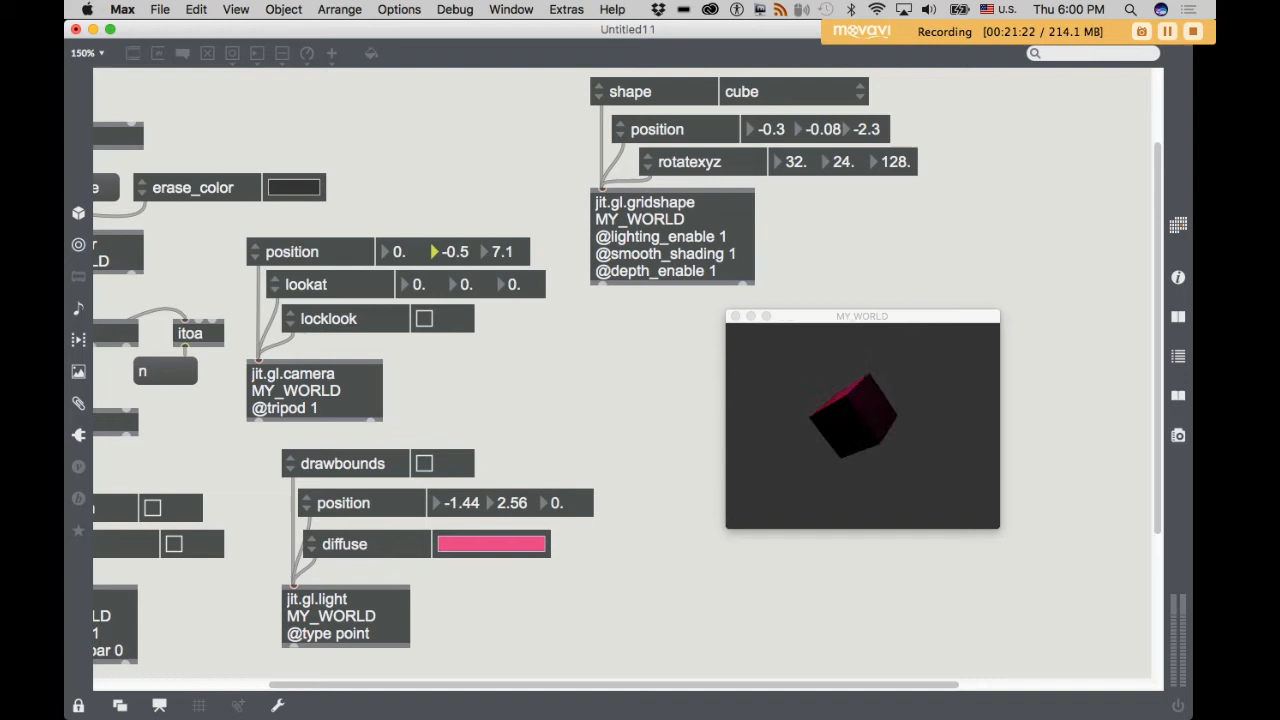 Max File Edit View Object Arrange Options Debug Window Extras Help U.S. Thu 6:00 PM
Untitled11
movavi Recording [00:21:22 / 214.1 MB]
150%
shape cube
position -0.3 -0.08 -2.3
rotatexyz 32. 24. 128.
e erase_color
jit.gl.gridshape
MY_WORLD
@lighting_enable 1
@smooth_shading 1
@depth_enable 1
r
LD
position 0. -0.5 7.1
lookat 0. 0. 0.
locklook
itoa
n
jit.gl.camera
MY_WORLD
@tripod 1
MY_WORLD
drawbounds
position -1.44 2.56 0.
n
diffuse
jit.gl.light
MY_WORLD
@type point
LD
1
bar 0